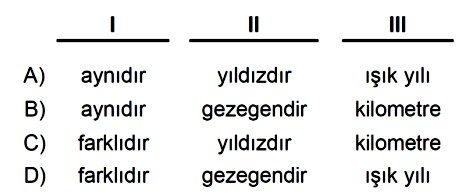 I II III
A) aynıdır yıldızdır ışık yılı
B) aynıdır gezegendir kilometre
C) farklıdır yıldızdır kilometre
D) farklıdır gezegendir ışık yılı